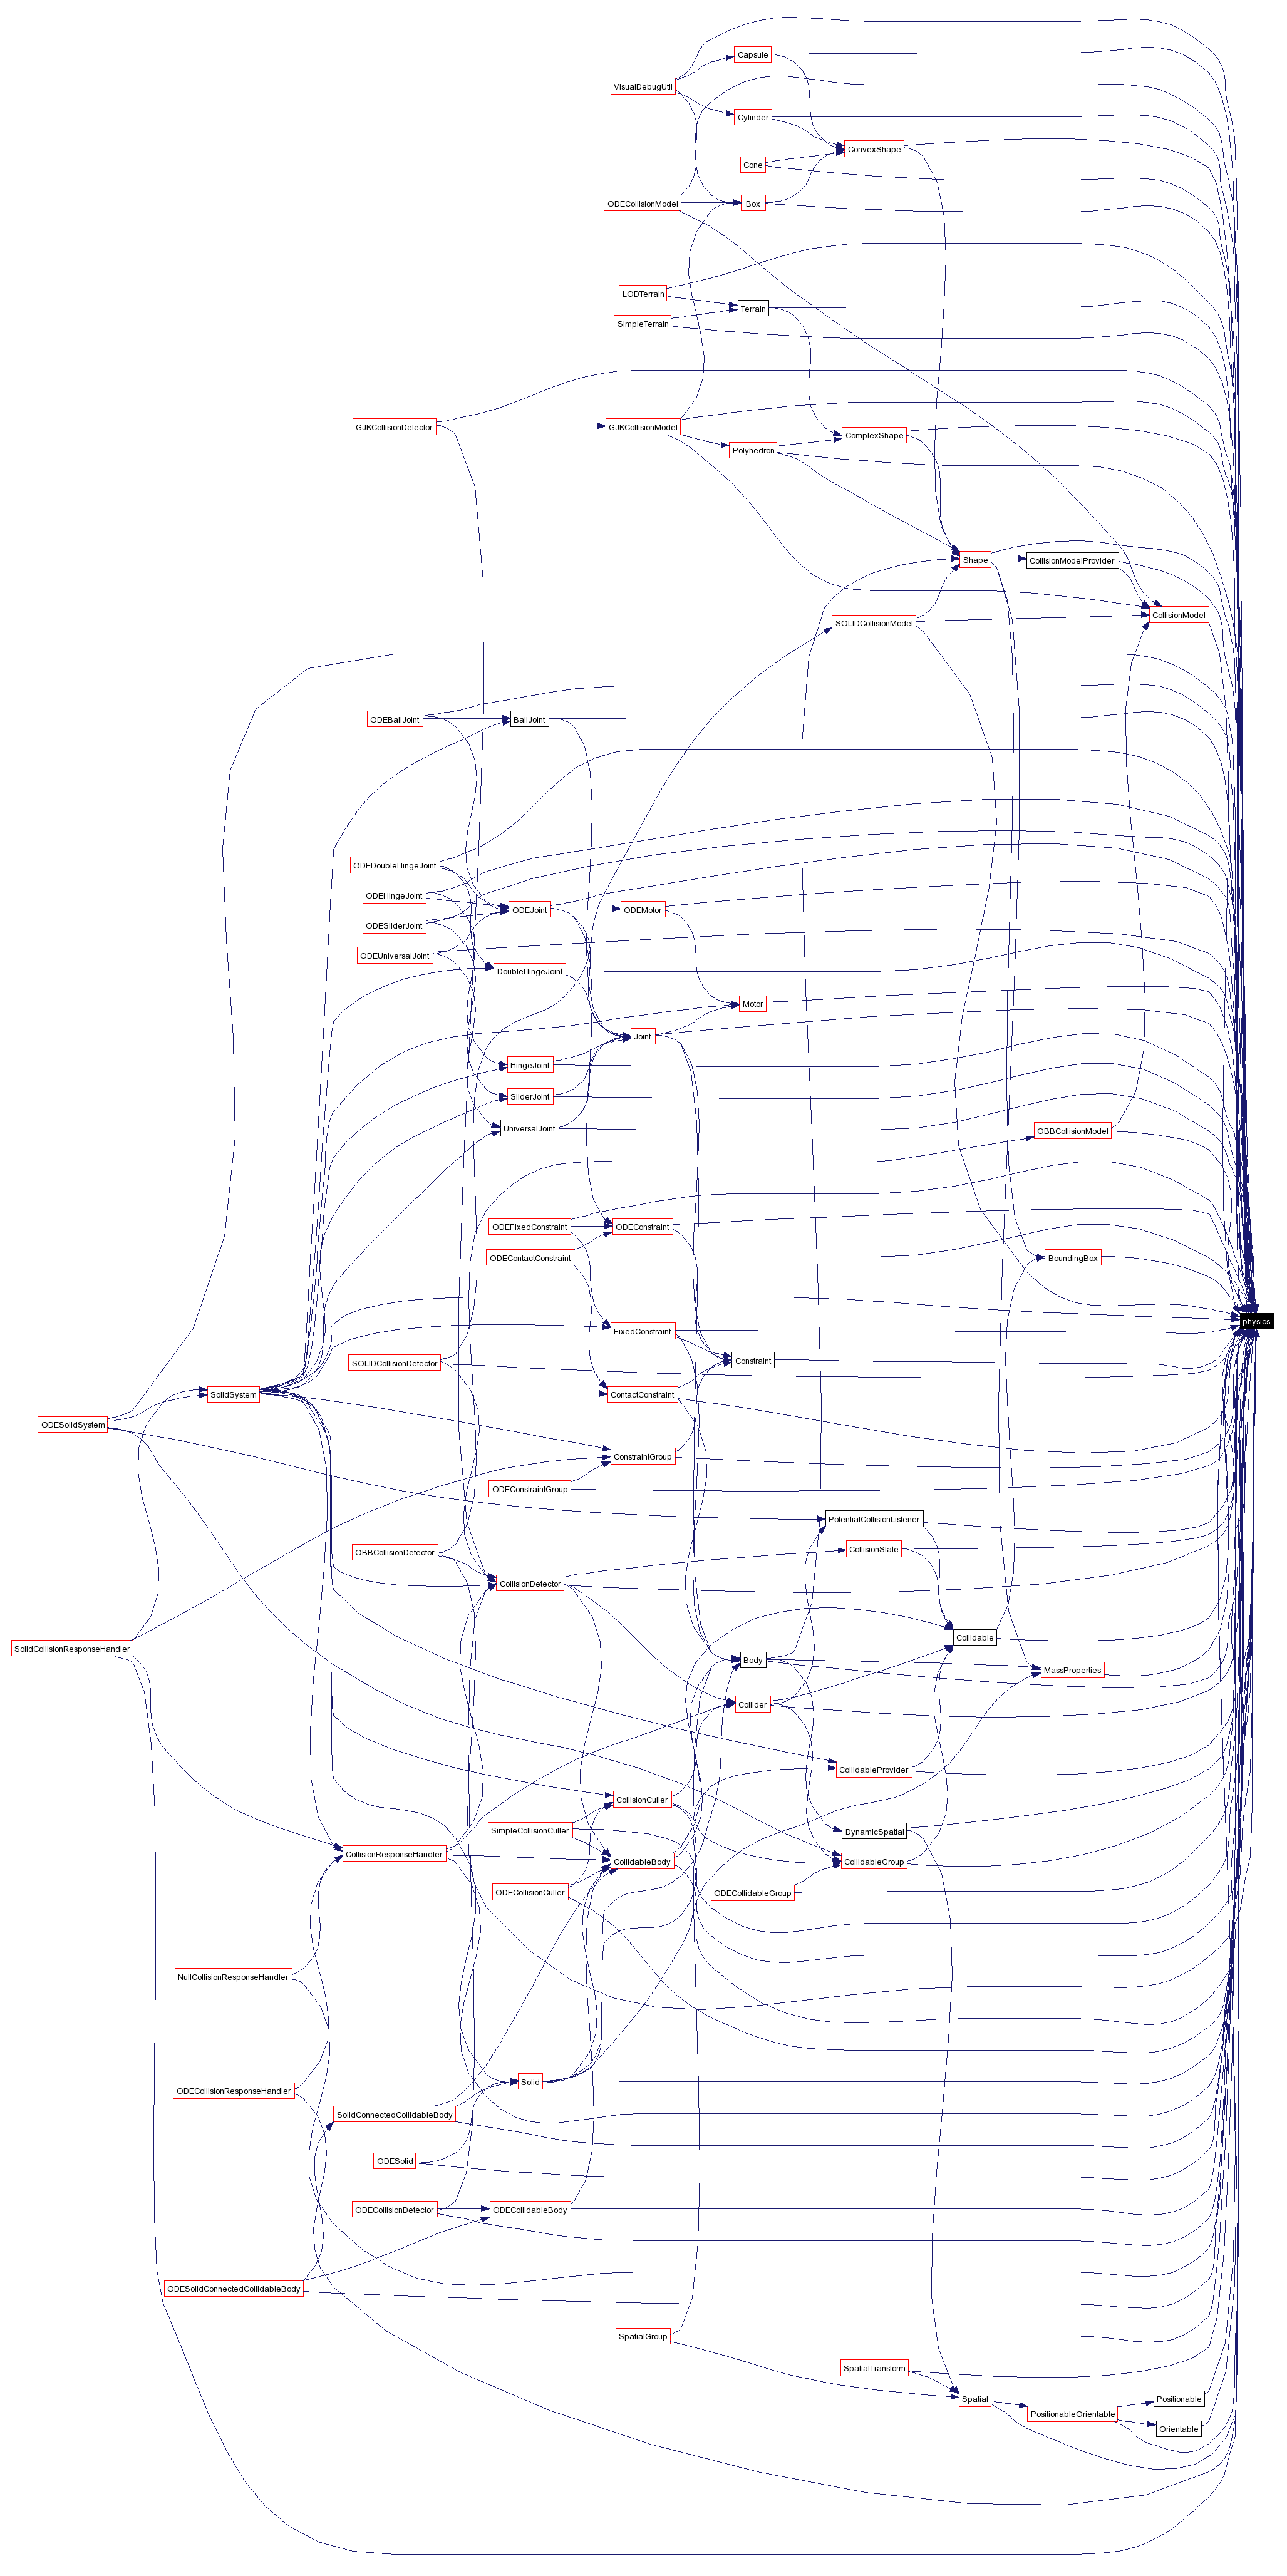 Capsule
VisualDebugUtil
Cylinder
ConvexShape
Cone
ODECollisionModel
Box
LODTerrain
Terrain
SimpleTerrain
GJKCollisionDetector
GJKCollisionModel
ComplexShape
Polyhedron
Shape
CollisionModelProvider
CollisionModel
SOLIDCollisionModel
ODEBallJoint
BallJoint
ODEDoubleHingeJoint
ODEHingeJoint
ODEJoint
ODEMotor
ODESliderJoint
ODEUniversalJoint
DoubleHingeJoint
Motor
Joint
HingeJoint
SliderJoint
UniversalJoint
OBBCollisionModel
ODEFixedConstraint
ODEConstraint
ODEContactConstraint
BoundingBox
physics
FixedConstraint
SOLIDCollisionDetector
Constraint
SolidSystem
ContactConstraint
ODESolidSystem
ConstraintGroup
ODEConstraintGroup
PotentialCollisionListener
OBBCollisionDetector
CollisionState
CollisionDetector
Collidable
SolidCollisionResponseHandler
Body
MassProperties
Collider
CollidableProvider
CollisionCuller
SimpleCollisionCuller
DynamicSpatial
CollisionResponseHandler
CollidableBody
CollidableGroup
ODECollisionCuller
ODECollidableGroup
NullCollisionResponseHandler
Solid
ODECollisionResponseHandler
SolidConnectedCollidableBody
ODESolid
ODECollisionDetector
ODECollidableBody
ODESolidConnectedCollidableBody
SpatialGroup
SpatialTransform
Spatial
Positionable
PositionableOrientable
Orientable